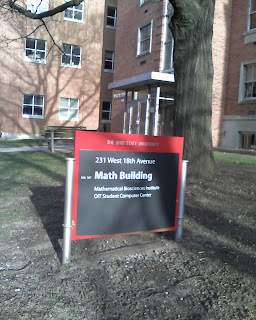 THE OHIO STATE UNIVERSITY
231 West 18th Avenue
Math Building
Mathematical Biosciences Institute
OIT Student Computer Center